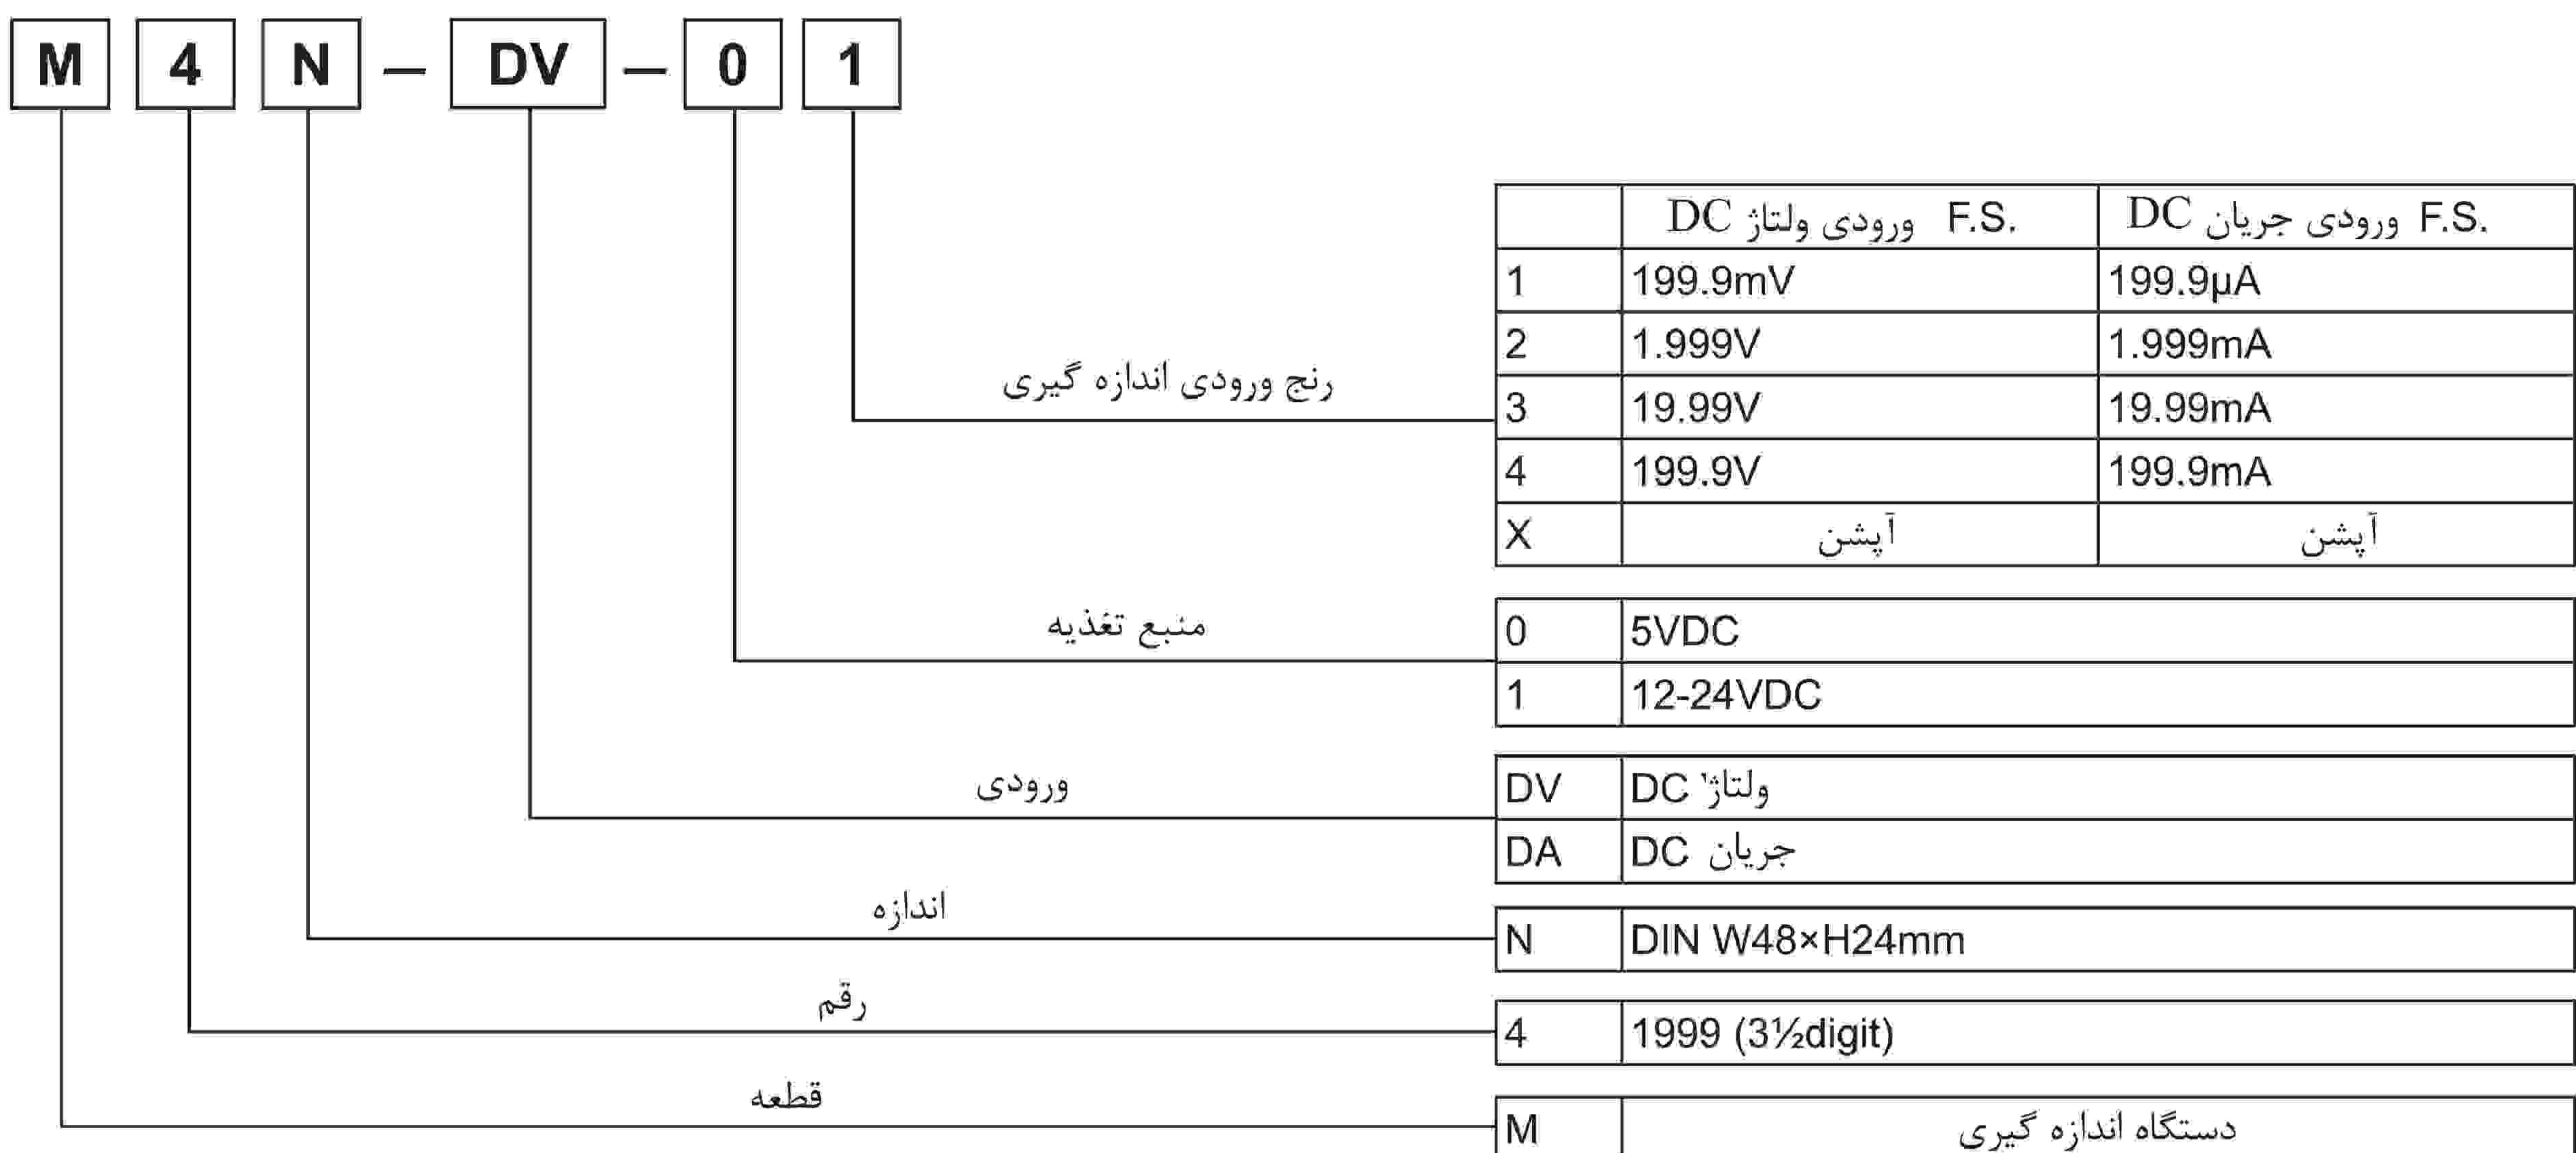 M 4 N – DV – 0 1
ورودی ولتاژ DC F.S. ورودی جریان DC F.S.
1 199.9mV 199.9µA
2 1.999V 1.999mA
رنج ورودی اندازه گیری
3 19.99V 19.99mA
4 199.9V 199.9mA
X آپشن آپشن
منبع تغذیه
0 5VDC
1 12-24VDC
ورودی
DV DC ولتاژ
DA DC جریان
اندازه
N DIN W48×H24mm
رقم
4 1999 (3½digit)
قطعه
M دستگاه اندازه گیری